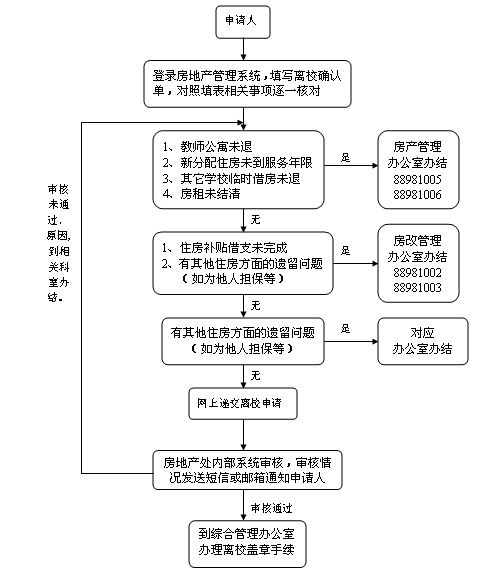 申请人
登录房地产管理系统，填写离校确认
单，对照填表相关事项逐一核对
1、教师公寓未退
2、新分配住房未到服务年限
3、其它学校临时借房未退
4、房租未结清
是
房产管理
办公室办结
88981005
88981006
无
1、住房补贴借支未完成
2、有其他住房方面的遗留问题
（如为他人担保等）
是
房改管理
办公室办结
88981002
88981003
无
有其他住房方面的遗留问题
（如为他人担保等）
是
对应
办公室办结
无
网上递交离校申请
房地产处内部系统审核，审核情
况发送短信或邮箱通知申请人
审核
未通
过.
原因,
到相
关科
室办
结。
审核通过
到综合管理办公室
办理离校盖章手续